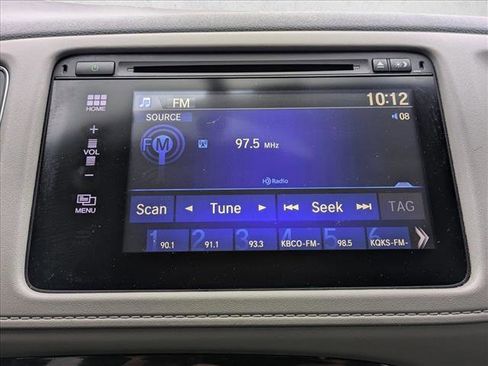 FM
10:12
HOME
SOURCE
08
+
VOL
−
FM
97.5 MHz
HD Radio
MENU
Scan ◄ Tune ► ⏮ Seek ⏭ TAG
1 90.1 2 91.1 3 93.3 4 KBCO-FM- 5 98.5 6 KQKS-FM-